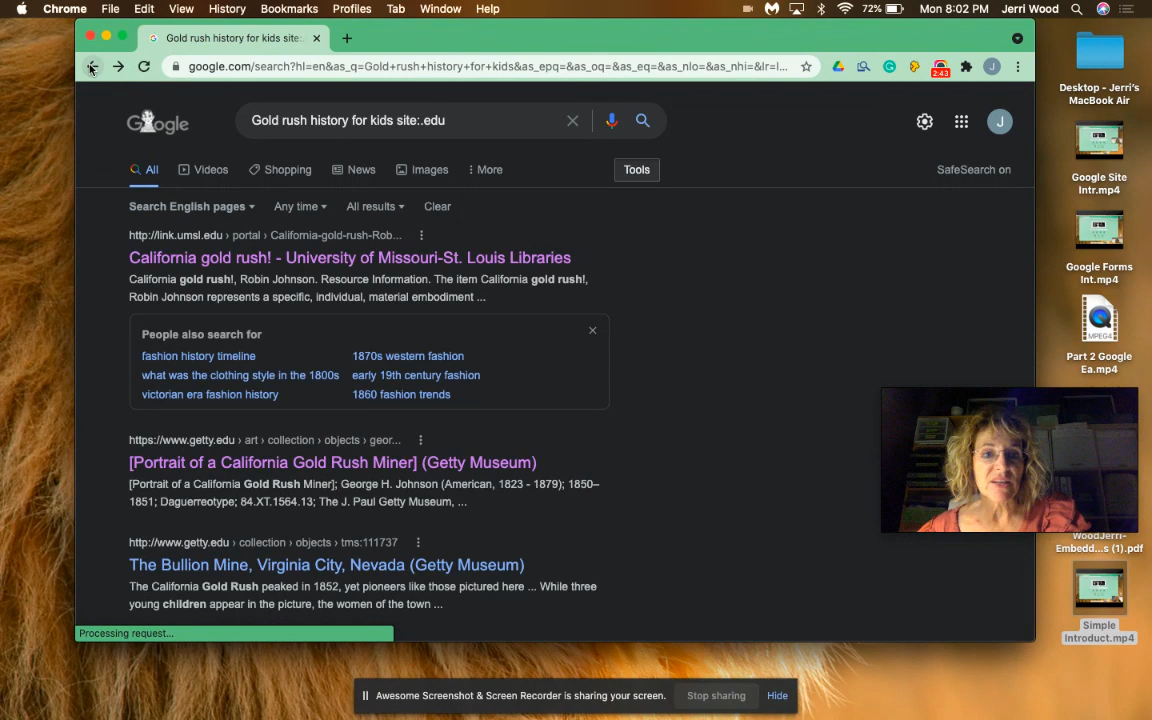 Chrome File Edit View History Bookmarks Profiles Tab Window Help 72% Mon 8:02 PM Jerri Wood
Gold rush history for kids site:.
google.com/search?hl=en&as_q=Gold+rush+history+for+kids&as_epq=&as_oq=&as_eq=&as_nlo=&as_nhi=&lr=l... 2:43 J
Google Gold rush history for kids site:.edu J
All Videos Shopping News Images More Tools SafeSearch on
Search English pages Any time All results Clear
http://link.umsl.edu › portal › California-gold-rush-Rob...
California gold rush! - University of Missouri-St. Louis Libraries
California gold rush!, Robin Johnson. Resource Information. The item California gold rush!,
Robin Johnson represents a specific, individual, material embodiment ...
People also search for
fashion history timeline 1870s western fashion
what was the clothing style in the 1800s early 19th century fashion
victorian era fashion history 1860 fashion trends
https://www.getty.edu › art › collection › objects › geor...
[Portrait of a California Gold Rush Miner] (Getty Museum)
[Portrait of a California Gold Rush Miner]; George H. Johnson (American, 1823 - 1879); 1850–
1851; Daguerreotype; 84.XT.1564.13; The J. Paul Getty Museum, ...
http://www.getty.edu › collection › objects › tms:111737
The Bullion Mine, Virginia City, Nevada (Getty Museum)
The California Gold Rush peaked in 1852, yet pioneers like those pictured here ... While three
young children appear in the picture, the women of the town ...
Processing request...
Awesome Screenshot & Screen Recorder is sharing your screen. Stop sharing Hide
Desktop - Jerri's
MacBook Air
Google Site
Intr.mp4
Google Forms
Int.mp4
MPEG4
Part 2 Google
Ea.mp4
WoodJerri-
Embedd...s (1).pdf
Simple
Introduct.mp4